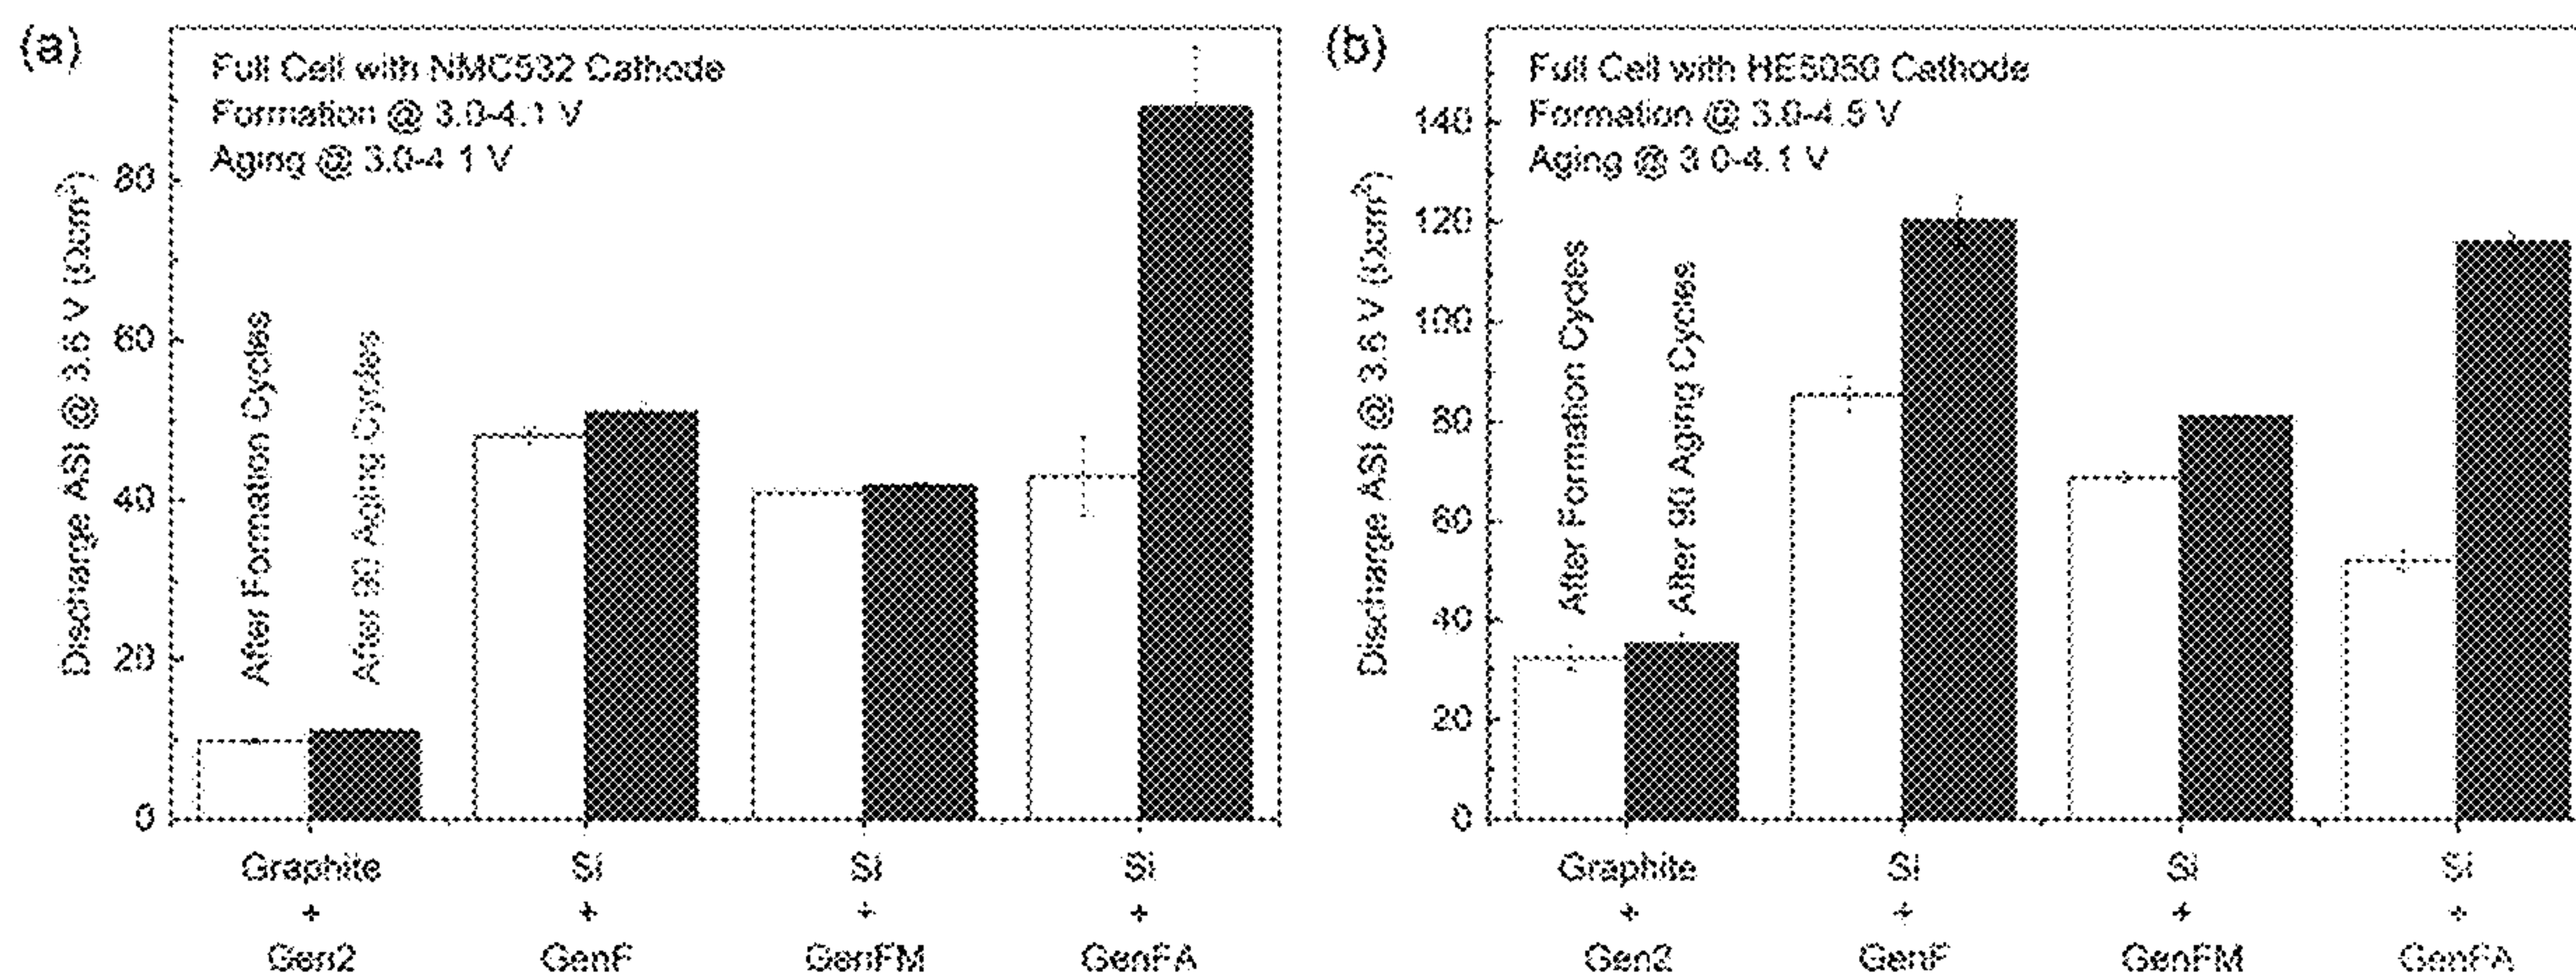 (a)
Full Cell with NMC532 Cathode
Formation @ 3.0-4.1 V
Aging @ 3.0-4.1 V
Discharge ASI @ 3.6 V (Ωcm²)
80
60
40
20
0
After Formation Cycles
After 90 Aging Cycles
Graphite
+
Gen2
Si
+
GenF
Si
+
GenFM
Si
+
GenFA
(b)
Full Cell with HE5050 Cathode
Formation @ 3.0-4.5 V
Aging @ 3.0-4.1 V
Discharge ASI @ 3.6 V (Ωcm²)
140
120
100
80
60
40
20
0
After Formation Cycles
After 90 Aging Cycles
Graphite
+
Gen2
Si
+
GenF
Si
+
GenFM
Si
+
GenFA